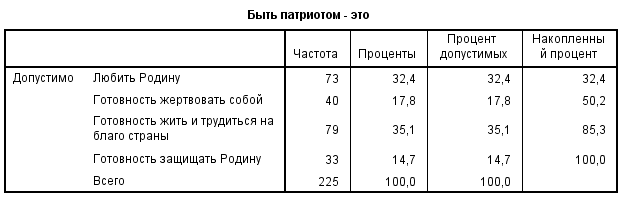 Быть патриотом - это
Частота Проценты Процент допустимых Накопленны й процент
Допустимо Любить Родину 73 32,4 32,4 32,4
Готовность жертвовать собой 40 17,8 17,8 50,2
Готовность жить и трудиться на благо страны 79 35,1 35,1 85,3
Готовность защищать Родину 33 14,7 14,7 100,0
Всего 225 100,0 100,0